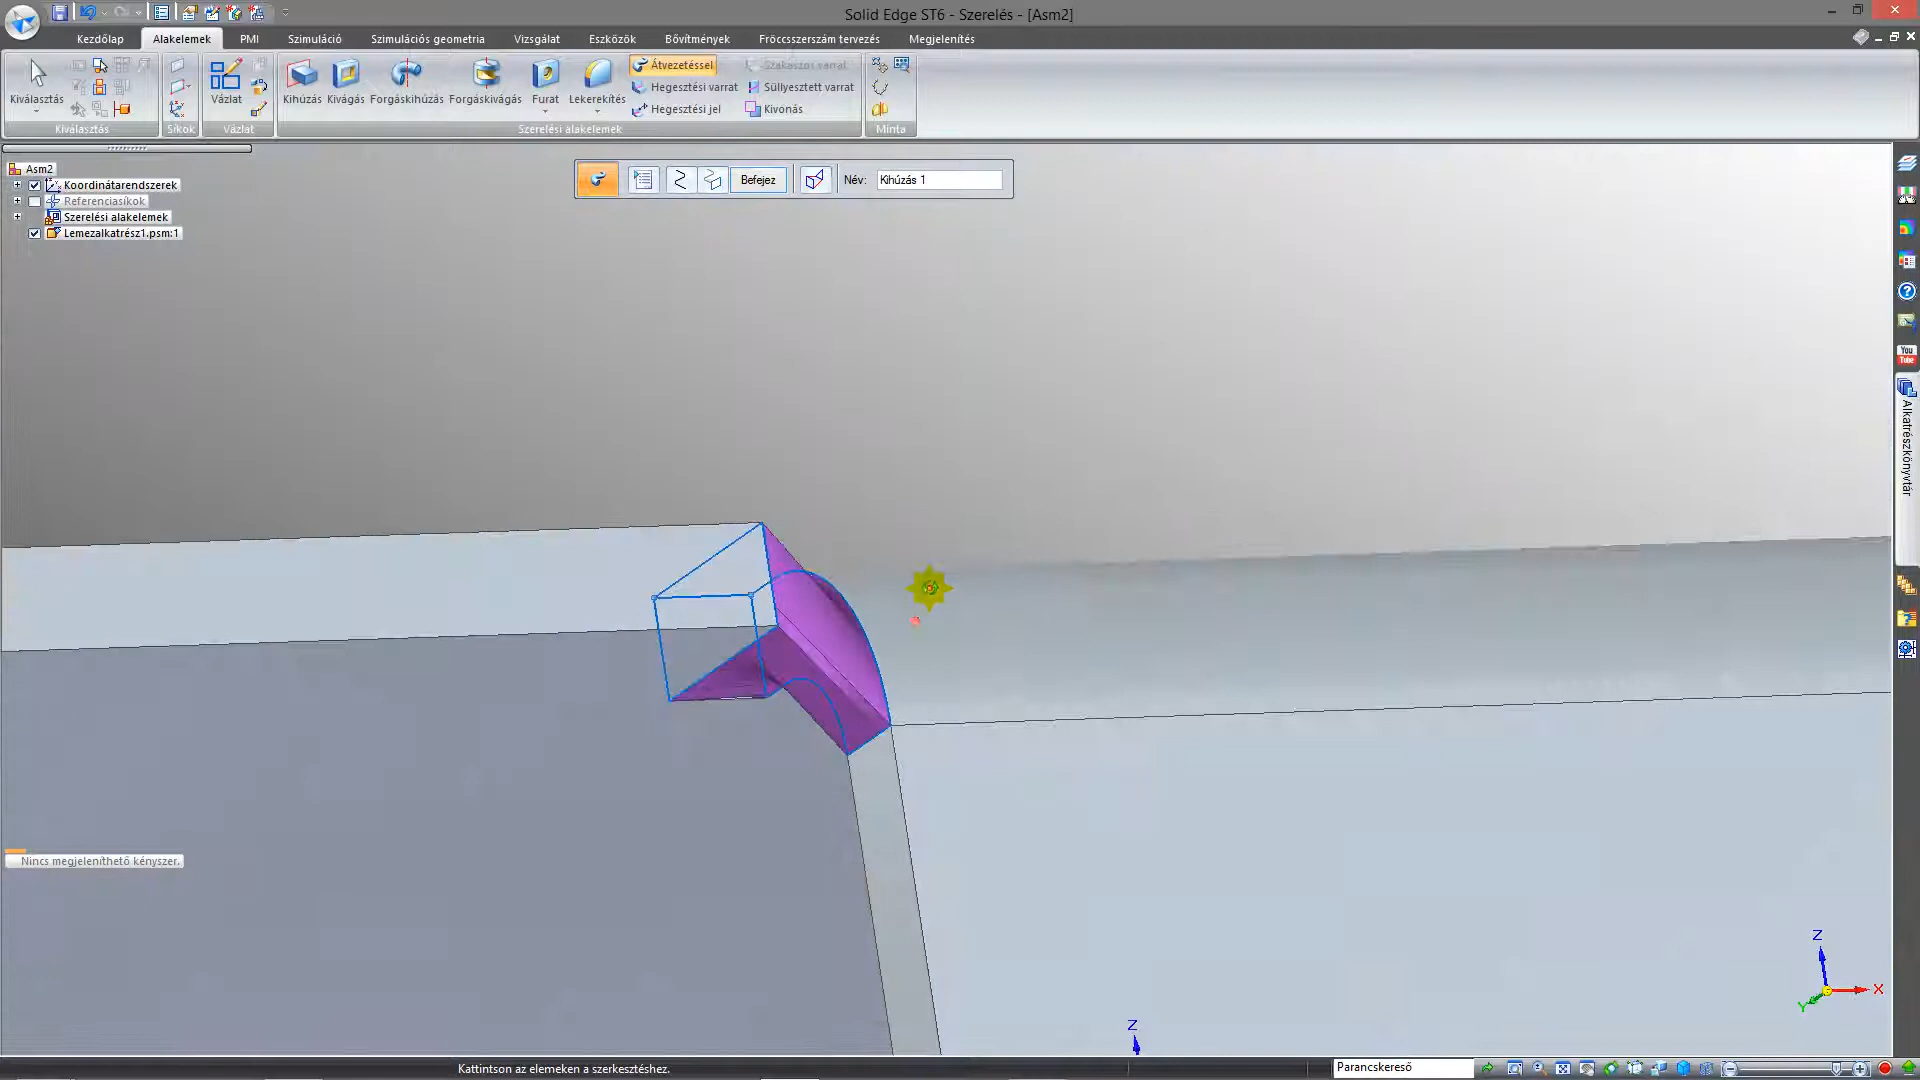 Solid Edge ST6 - Szerelés - [Asm2]
Kezdőlap
Alakelemek
PMI
Szimuláció
Szimulációs geometria
Vizsgálat
Eszközök
Bővítmények
Fröccsszerszám tervezés
Megjelenítés
Kiválasztás
Vázlat
Kihúzás
Kivágás
Forgáskihúzás
Forgáskivágás
Furat
Lekerekítés
Átvezetéssel
Hegesztési varrat
Hegesztési jel
Szakaszos varrat
Süllyesztett varrat
Kivonás
Kiválasztás
Síkok
Vázlat
Szerelési alakelemek
Minta
Asm2
Koordinátarendszerek
Referenciasíkok
Szerelési alakelemek
Lemezalkatrész1.psm:1
Befejez
Név:
Kihúzás 1
You
Tube
Alkatrészkönyvtár
Nincs megjeleníthető kényszer.
Z
X
Y
Z
Kattintson az elemeken a szerkesztéshez.
Parancskereső